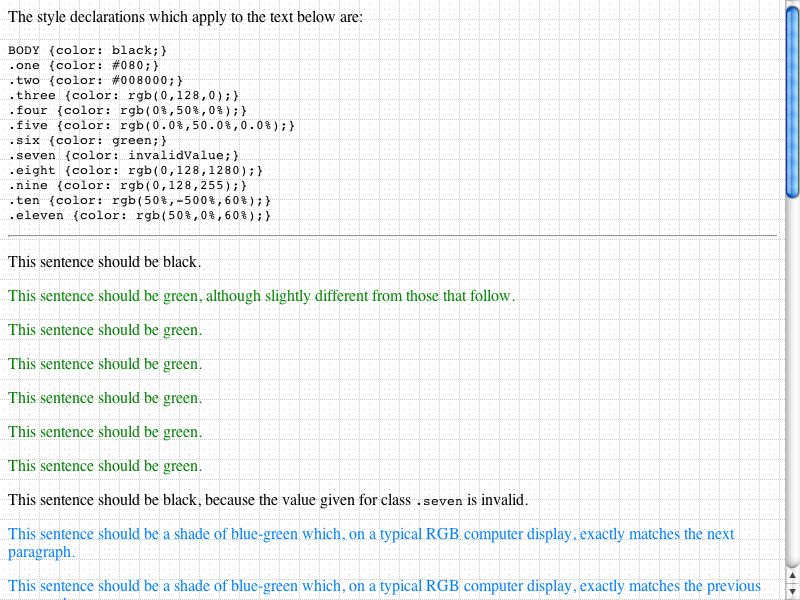 The style declarations which apply to the text below are:
BODY {color: black;}
.one {color: #080;}
.two {color: #008000;}
.three {color: rgb(0,128,0);}
.four {color: rgb(0%,50%,0%);}
.five {color: rgb(0.0%,50.0%,0.0%);}
.six {color: green;}
.seven {color: invalidValue;}
.eight {color: rgb(0,128,1280);}
.nine {color: rgb(0,128,255);}
.ten {color: rgb(50%,-500%,60%);}
.eleven {color: rgb(50%,0%,60%);}
This sentence should be black.
This sentence should be green, although slightly different from those that follow.
This sentence should be green.
This sentence should be green.
This sentence should be green.
This sentence should be green.
This sentence should be green.
This sentence should be black, because the value given for class .seven is invalid.
This sentence should be a shade of blue-green which, on a typical RGB computer display, exactly matches the next
paragraph.
This sentence should be a shade of blue-green which, on a typical RGB computer display, exactly matches the previous